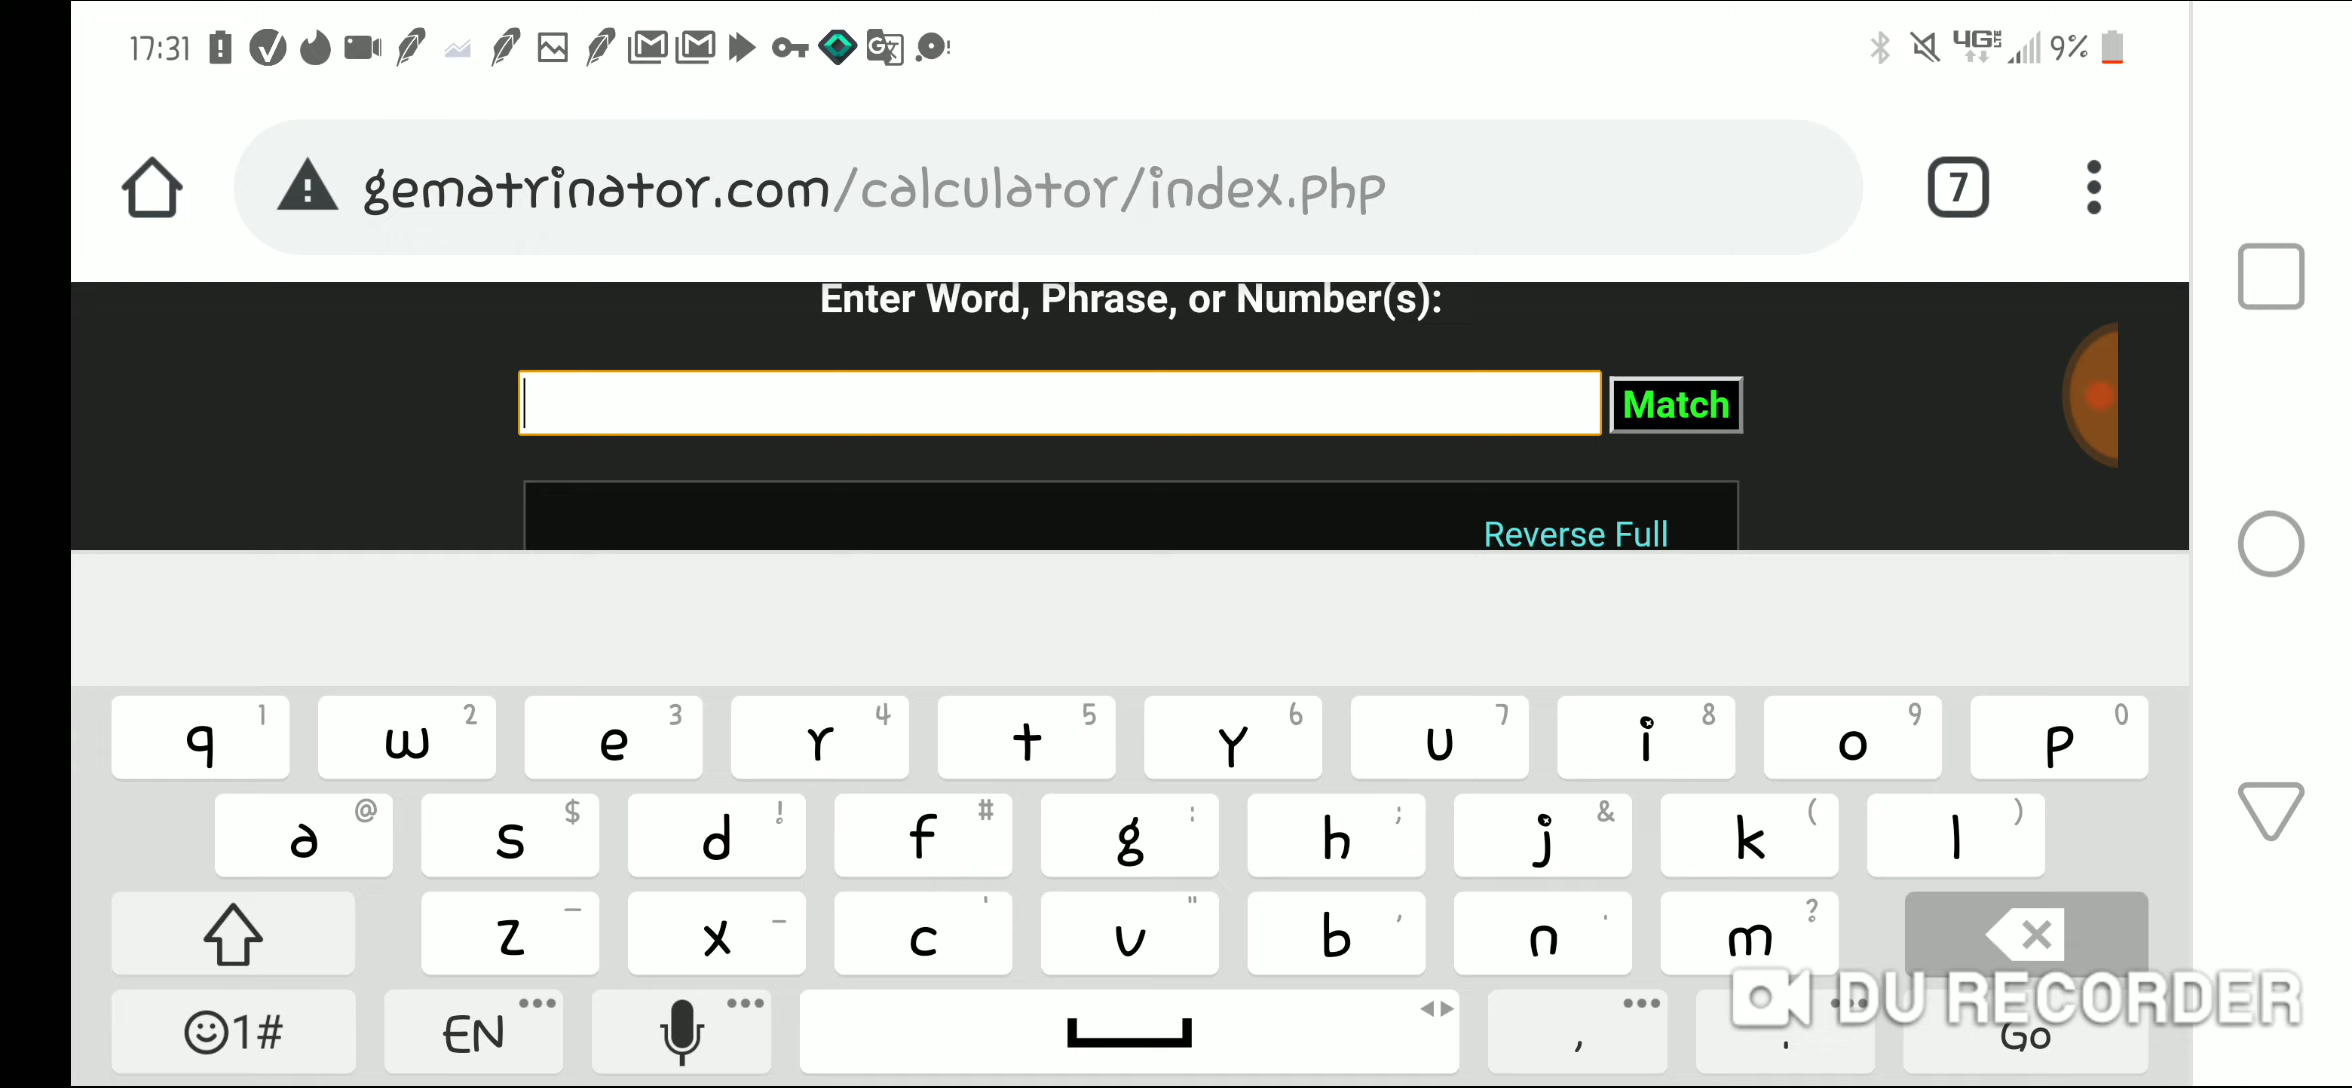 17:31 4G LTE 9%
gematrinator.com/calculator/index.php 7
Enter Word, Phrase, or Number(s):
Match
Reverse Full
q 1 w 2 e 3 r 4 t 5 y 6 u 7 i 8 o 9 p 0
a @ s $ d ! f # g : h ; j & k ( l )
z – x - c ' v " b , n . m ?
DU RECORDER
1# EN , . Go